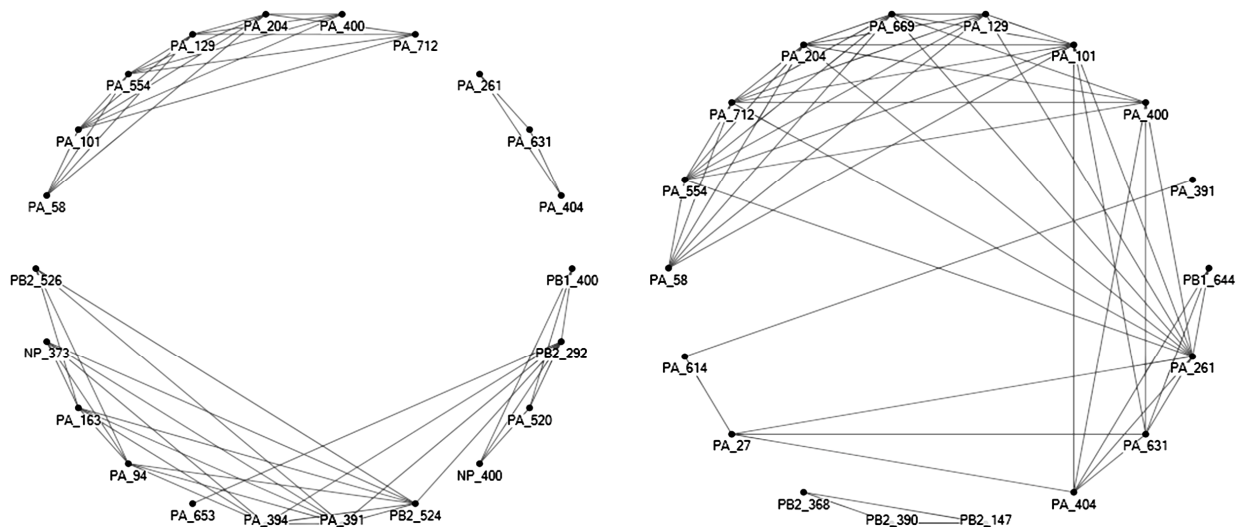 PA_204
PA_400
PA_129
PA_712
PA_554
PA_261
PA_101
PA_631
PA_58
PA_404
PB2_526
PB1_400
NP_373
PB2_292
PA_163
PA_520
PA_94
NP_400
PA_653
PA_394
PA_391
PB2_524
PA_669
PA_129
PA_204
PA_101
PA_712
PA_400
PA_554
PA_391
PA_58
PB1_644
PA_614
PA_261
PA_27
PA_631
PB2_368
PA_404
PB2_390
PB2_147